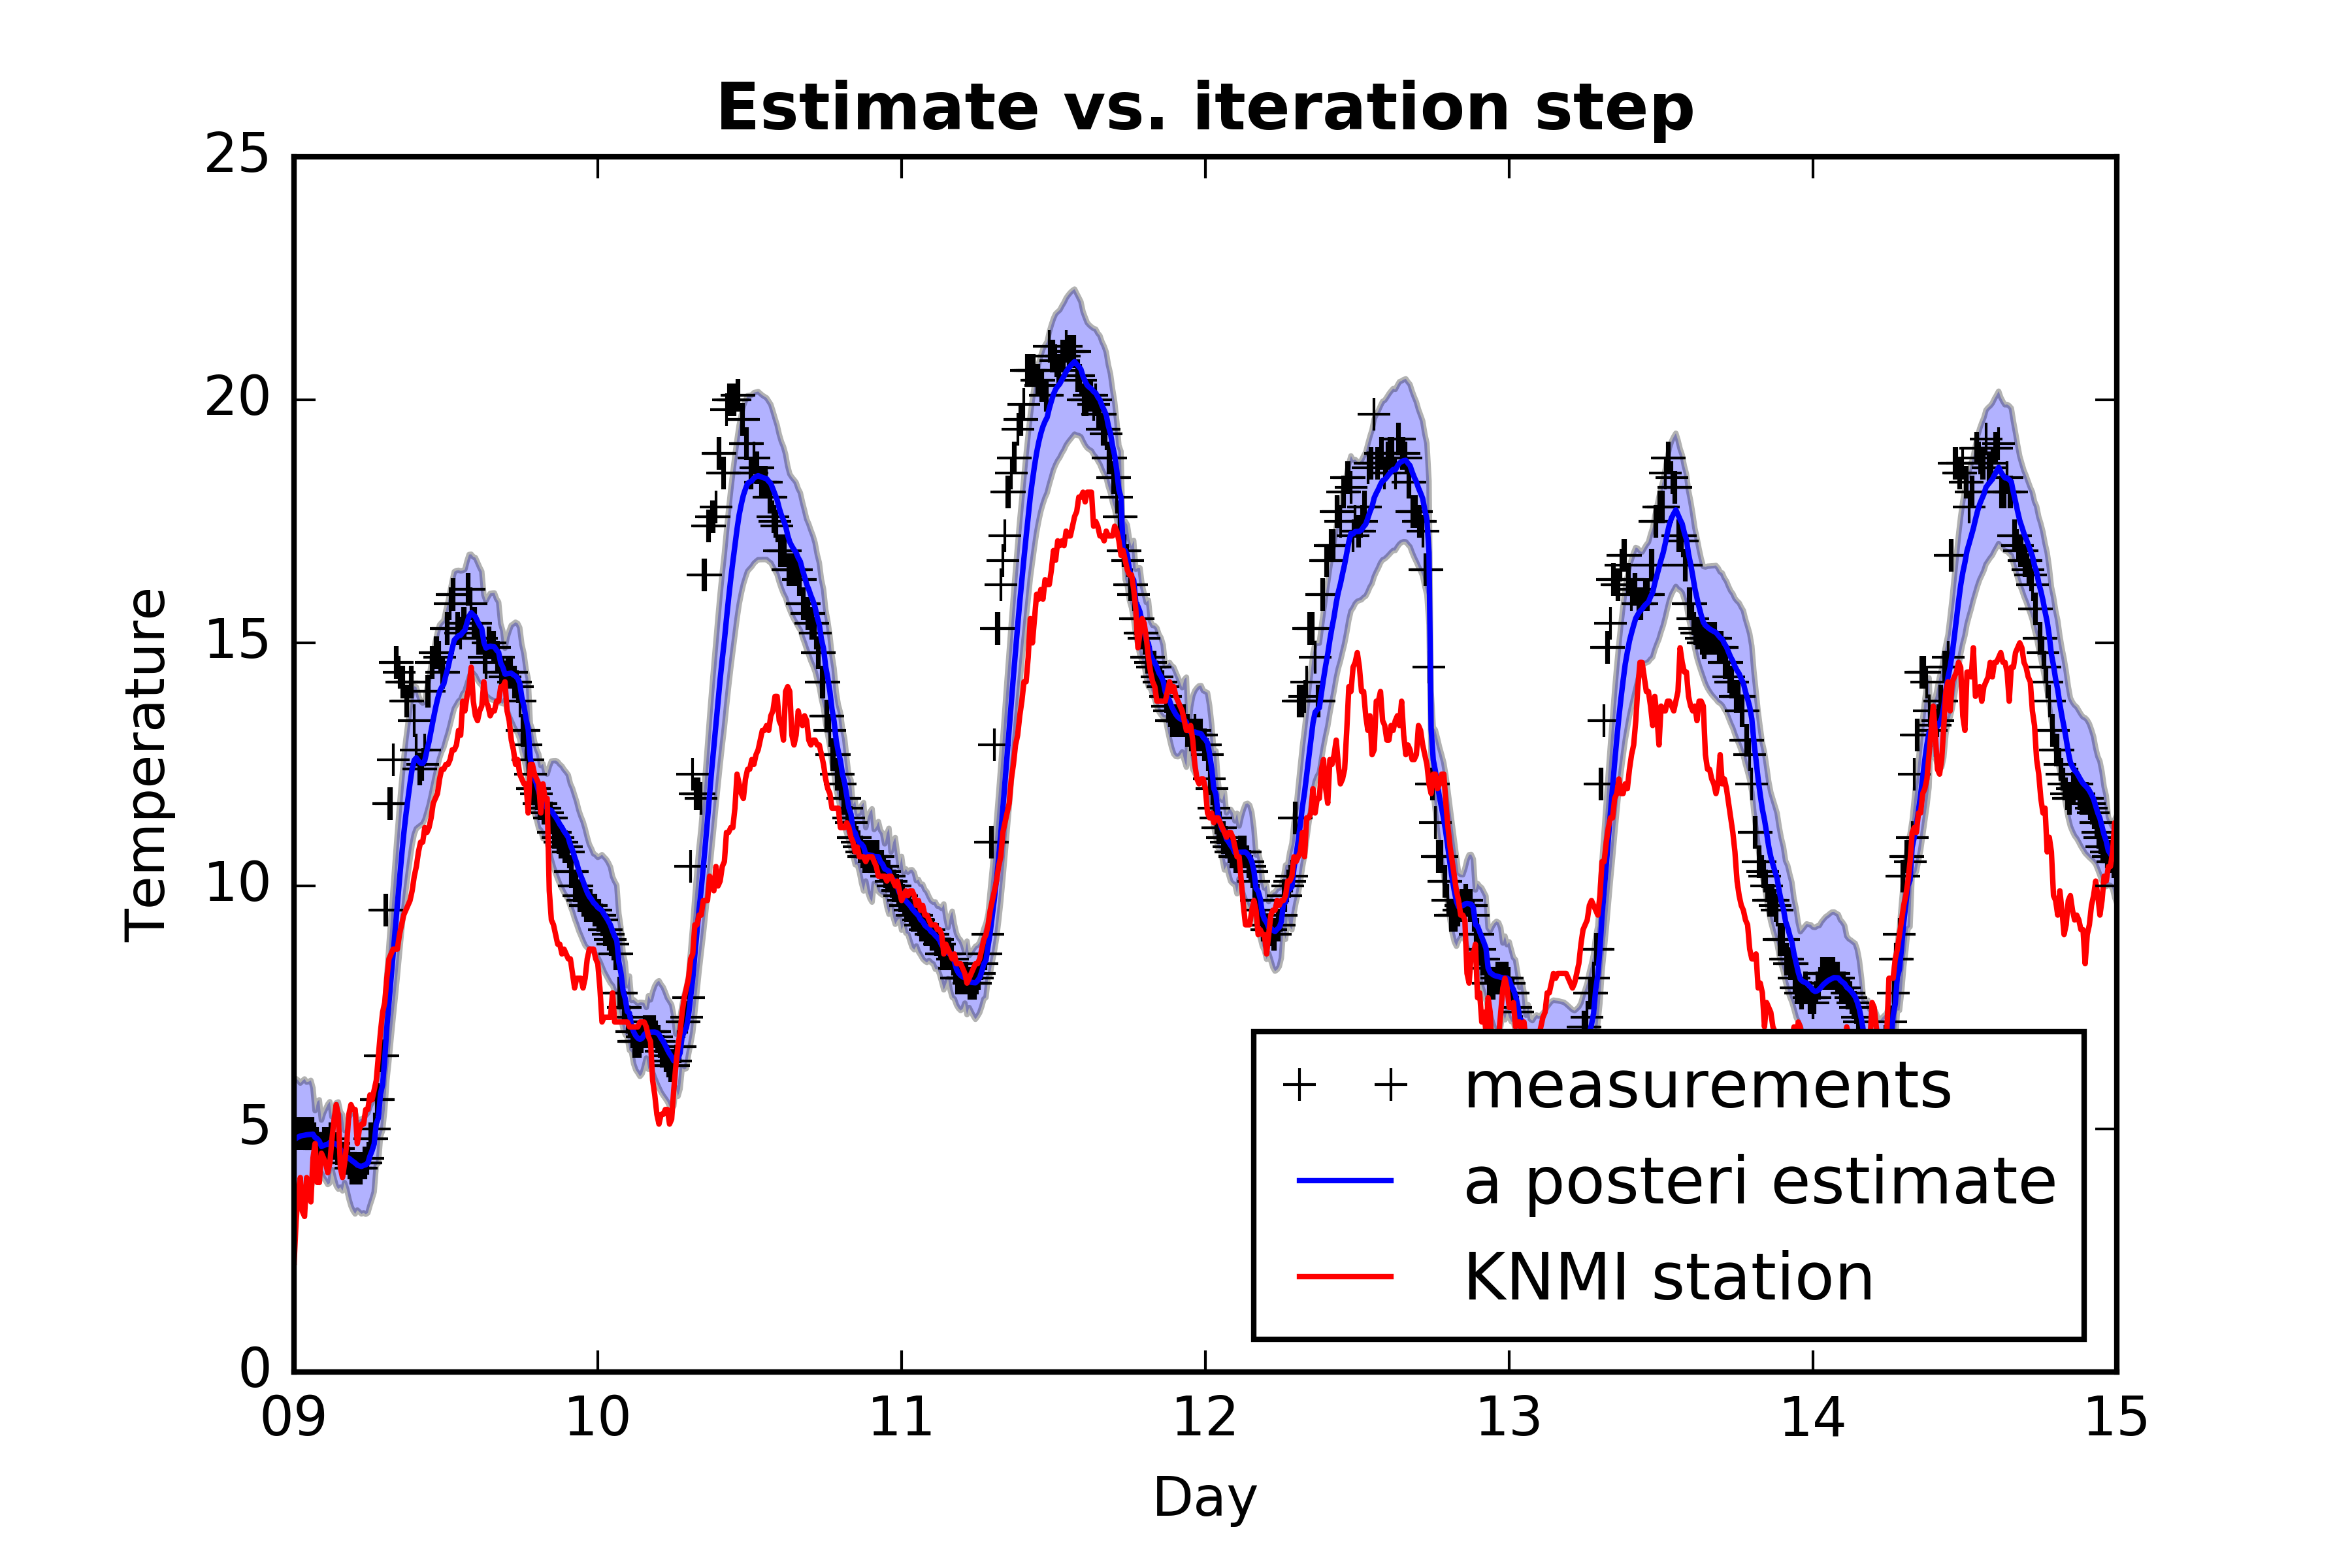 Estimate vs. iteration step
25
20
15
10
5
0
Temperature
09 10 11 12 13 14 15
Day
measurements
a posteri estimate
KNMI station